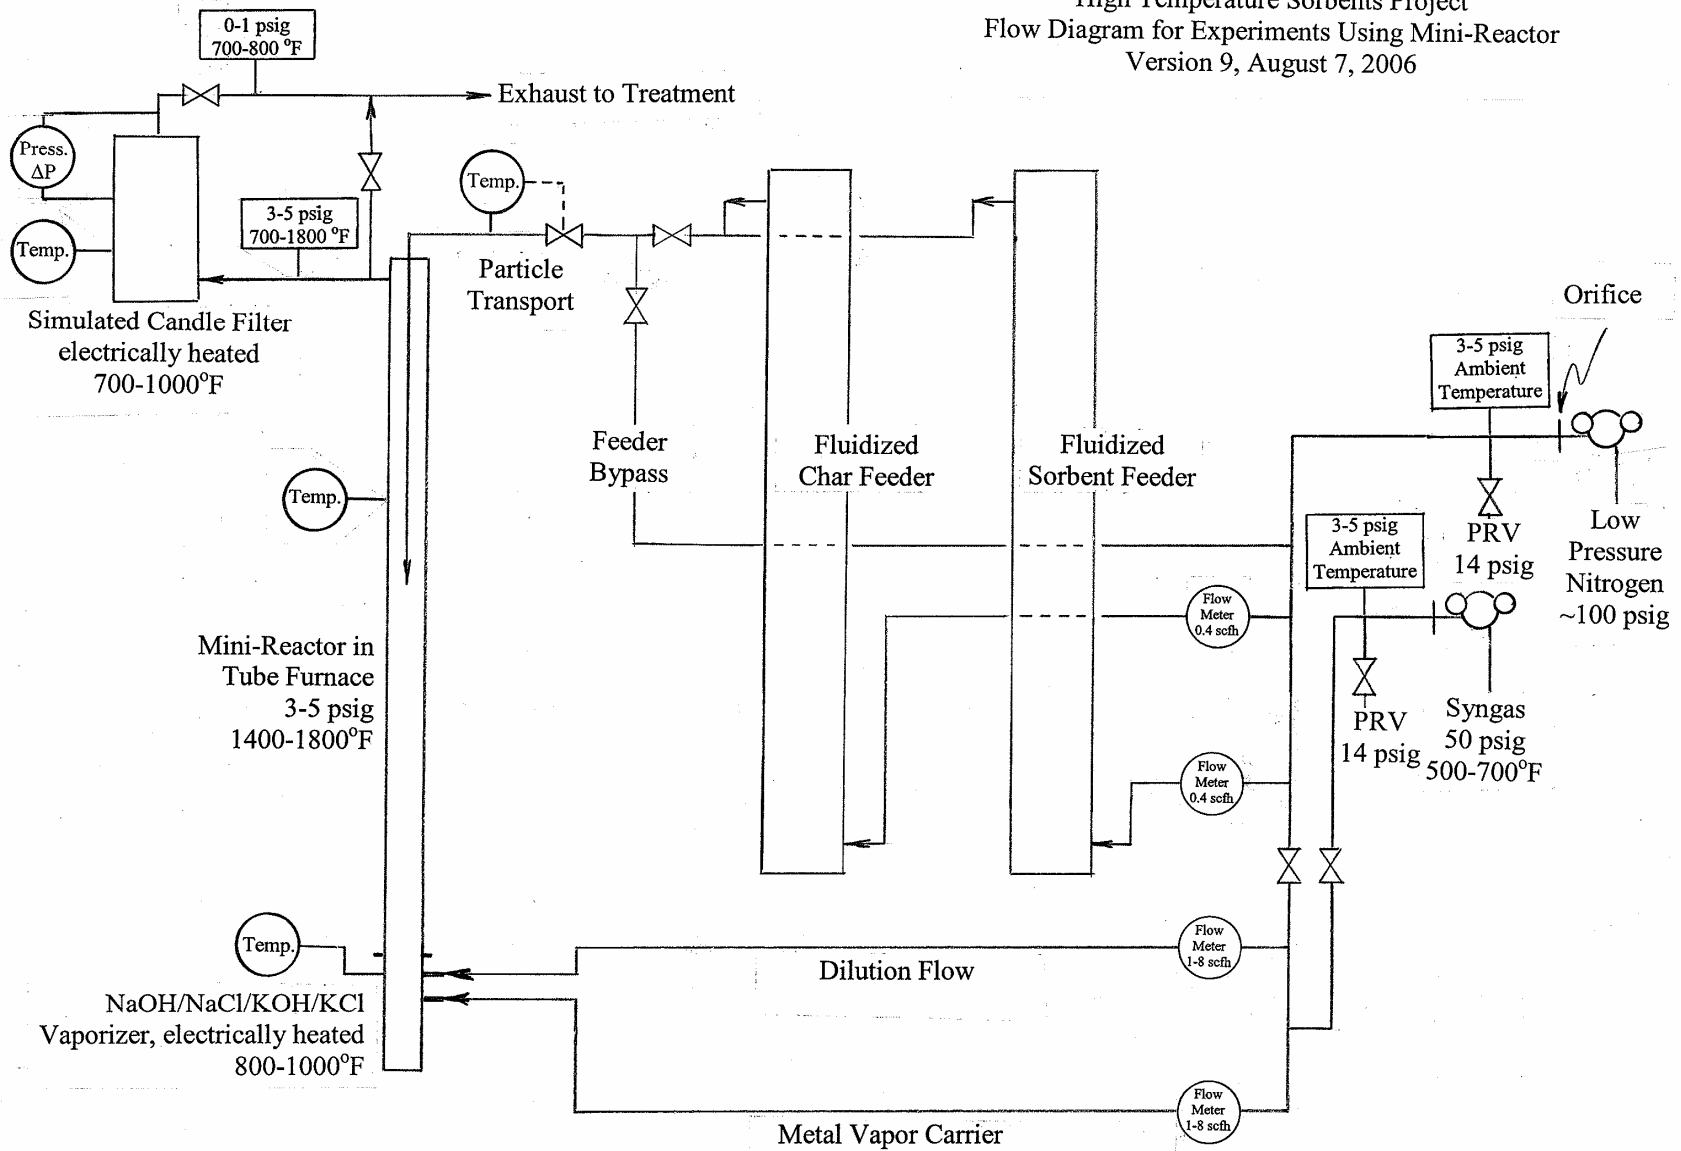 High Temperature Sorbents Project
Flow Diagram for Experiments Using Mini-Reactor
Version 9, August 7, 2006
0-1 psig
700-800 °F
Exhaust to Treatment
Press.
ΔP
Temp.
3-5 psig
700-1800 °F
Temp.
Particle
Transport
Simulated Candle Filter
electrically heated
700-1000°F
Orifice
3-5 psig
Ambient
Temperature
Feeder
Bypass
Fluidized
Char Feeder
Fluidized
Sorbent Feeder
Temp.
PRV
14 psig
Low
Pressure
Nitrogen
~100 psig
3-5 psig
Ambient
Temperature
Flow
Meter
0.4 scfh
Mini-Reactor in
Tube Furnace
3-5 psig
1400-1800°F
PRV
14 psig
Syngas
50 psig
500-700°F
Flow
Meter
0.4 scfh
Temp.
Flow
Meter
1-8 scfh
Dilution Flow
NaOH/NaCl/KOH/KCl
Vaporizer, electrically heated
800-1000°F
Flow
Meter
1-8 scfh
Metal Vapor Carrier